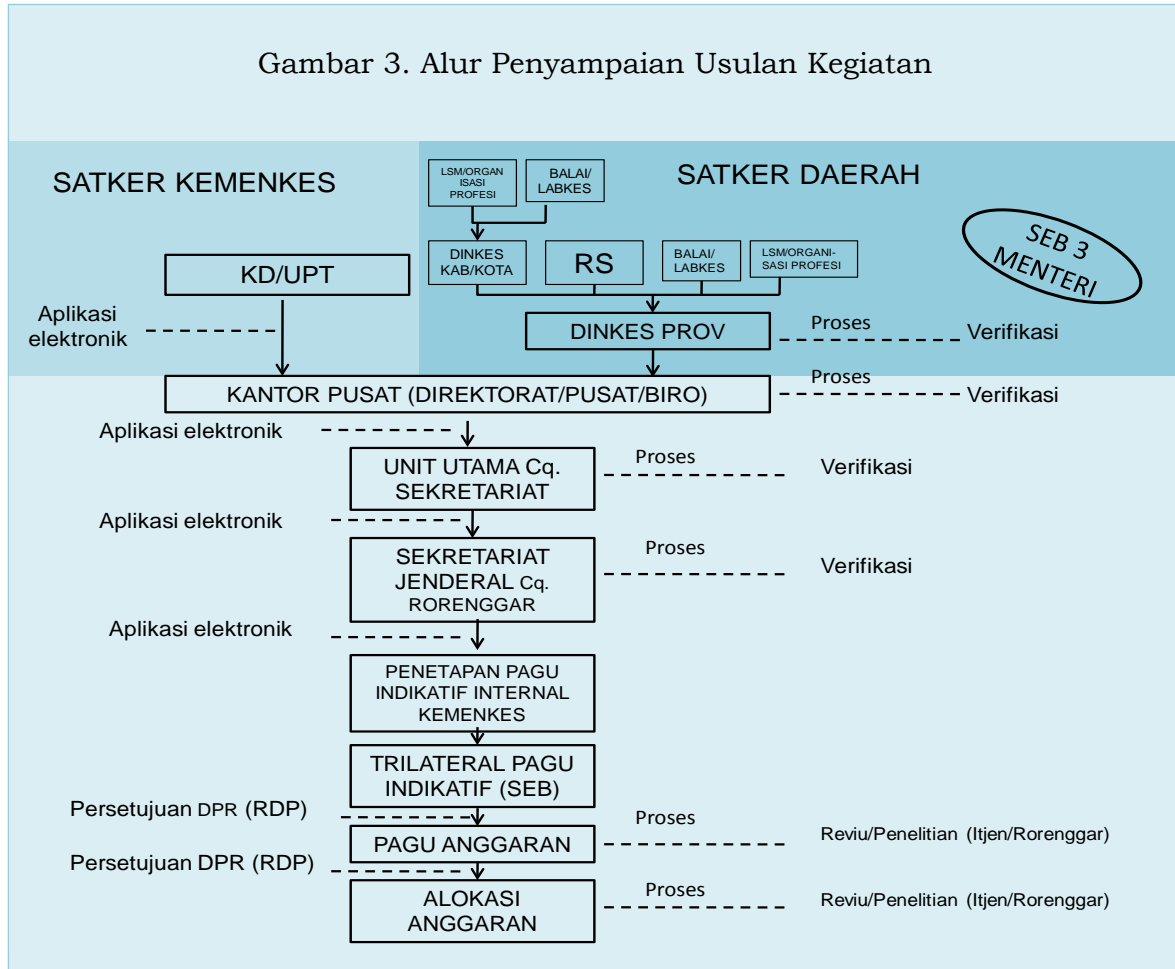 Gambar 3. Alur Penyampaian Usulan Kegiatan
SATKER KEMENKES
LSM/ORGAN
ISASI
PROFESI
BALAI/
LABKES
SATKER DAERAH
SEB 3
MENTERI
KD/UPT
DINKES
KAB/KOTA
RS
BALAI/
LABKES
LSM/ORGANI-
SASI PROFESI
Aplikasi
elektronik
DINKES PROV
Proses
Verifikasi
KANTOR PUSAT (DIREKTORAT/PUSAT/BIRO)
Proses
Verifikasi
Aplikasi elektronik
UNIT UTAMA Cq.
SEKRETARIAT
Proses
Verifikasi
Aplikasi elektronik
SEKRETARIAT
JENDERAL Cq.
RORENGGAR
Proses
Verifikasi
Aplikasi elektronik
PENETAPAN PAGU
INDIKATIF INTERNAL
KEMENKES
TRILATERAL PAGU
INDIKATIF (SEB)
Persetujuan DPR (RDP)
PAGU ANGGARAN
Proses
Reviu/Penelitian (Itjen/Rorenggar)
Persetujuan DPR (RDP)
ALOKASI
ANGGARAN
Proses
Reviu/Penelitian (Itjen/Rorenggar)